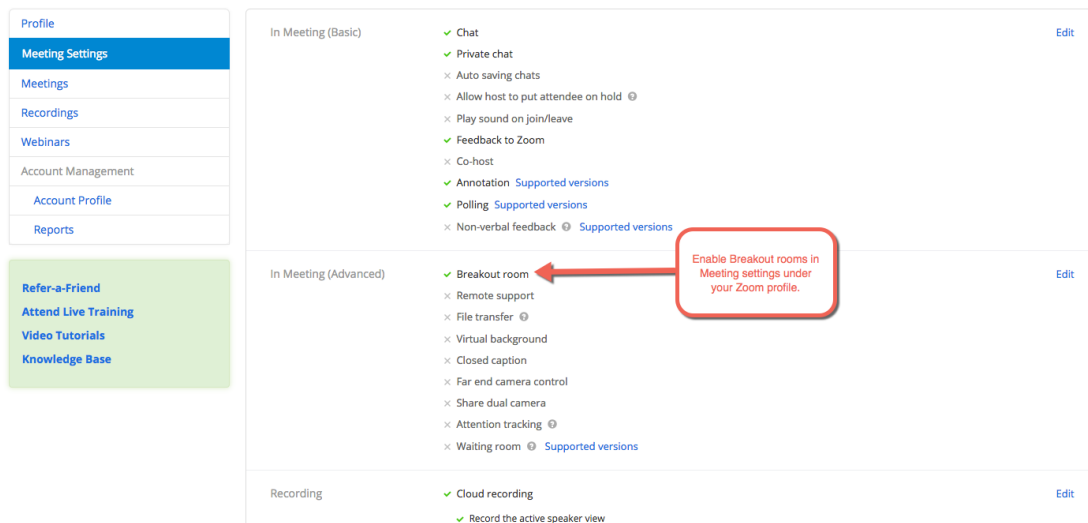 Profile
Meeting Settings
Meetings
Recordings
Webinars
Account Management
Account Profile
Reports
Refer-a-Friend
Attend Live Training
Video Tutorials
Knowledge Base
In Meeting (Basic)
Chat
Edit
Private chat
Auto saving chats
Allow host to put attendee on hold
Play sound on join/leave
Feedback to Zoom
Co-host
Annotation Supported versions
Polling Supported versions
Non-verbal feedback Supported versions
In Meeting (Advanced)
Breakout room
Edit
Enable Breakout rooms in
Meeting settings under
your Zoom profile.
Remote support
File transfer
Virtual background
Closed caption
Far end camera control
Share dual camera
Attention tracking
Waiting room Supported versions
Recording
Cloud recording
Edit
Record the active speaker view